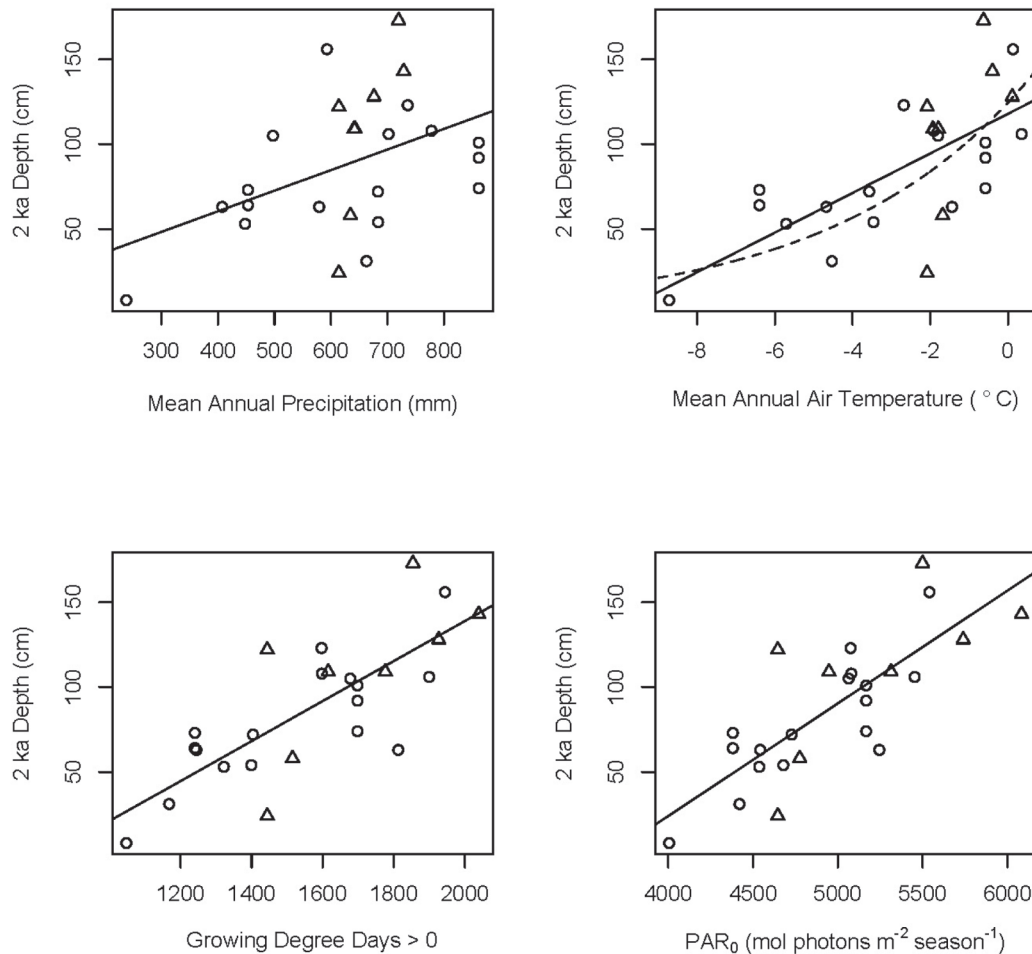 2 ka Depth (cm)
50 100 150
300 400 500 600 700 800
Mean Annual Precipitation (mm)
2 ka Depth (cm)
50 100 150
-8 -6 -4 -2 0
Mean Annual Air Temperature ( °C)
2 ka Depth (cm)
50 100 150
1200 1400 1600 1800 2000
Growing Degree Days > 0
2 ka Depth (cm)
50 100 150
4000 4500 5000 5500 6000
PAR₀ (mol photons m⁻² season⁻¹)